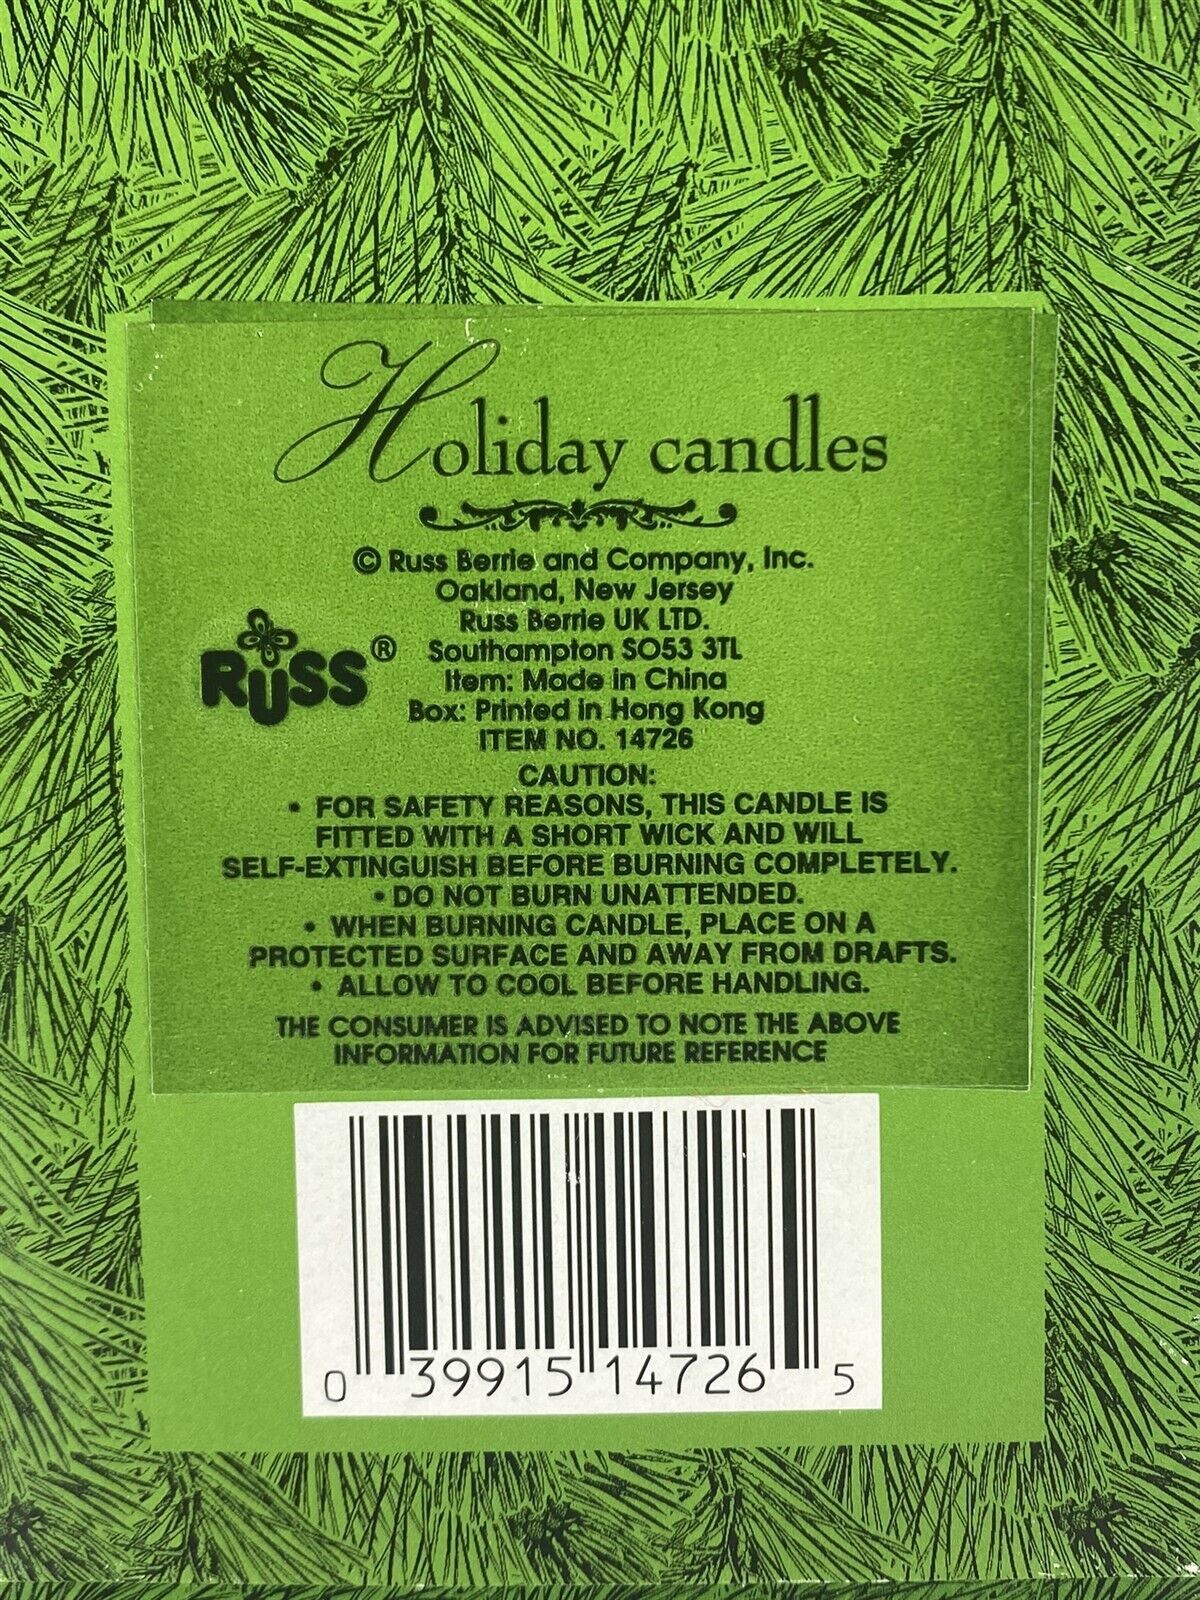 Holiday candles
© Russ Berrie and Company, Inc.
Oakland, New Jersey
Russ Berrie UK LTD.
RUSS® Southampton SO53 3TL
Item: Made in China
Box: Printed in Hong Kong
ITEM NO. 14726
CAUTION:
• FOR SAFETY REASONS, THIS CANDLE IS
FITTED WITH A SHORT WICK AND WILL
SELF-EXTINGUISH BEFORE BURNING COMPLETELY.
• DO NOT BURN UNATTENDED.
• WHEN BURNING CANDLE, PLACE ON A
PROTECTED SURFACE AND AWAY FROM DRAFTS.
• ALLOW TO COOL BEFORE HANDLING.
THE CONSUMER IS ADVISED TO NOTE THE ABOVE
INFORMATION FOR FUTURE REFERENCE
0 39915 14726 5